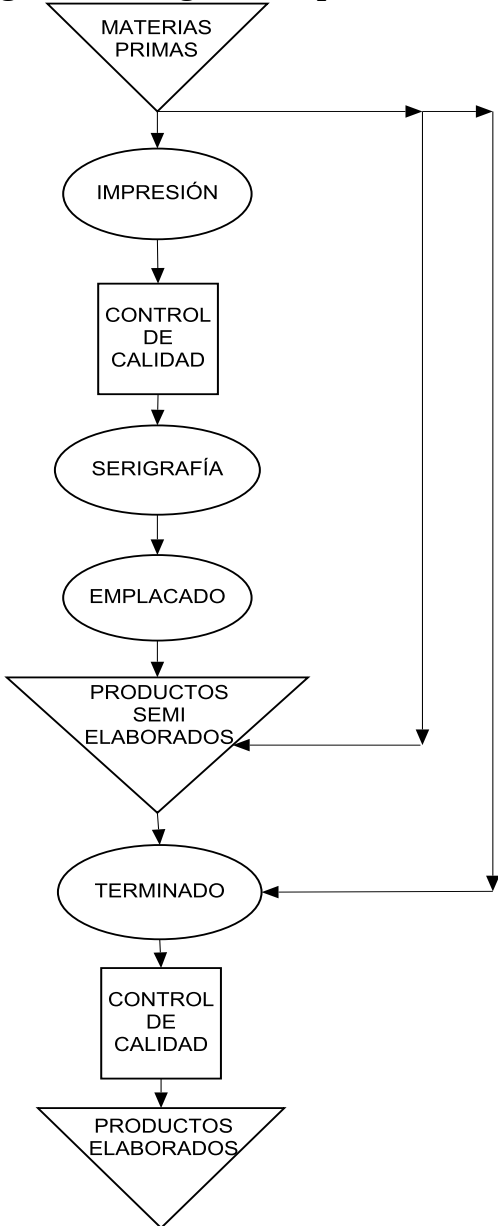 MATERIAS
PRIMAS
IMPRESIÓN
CONTROL
DE
CALIDAD
SERIGRAFÍA
EMPLACADO
PRODUCTOS
SEMI
ELABORADOS
TERMINADO
CONTROL
DE
CALIDAD
PRODUCTOS
ELABORADOS